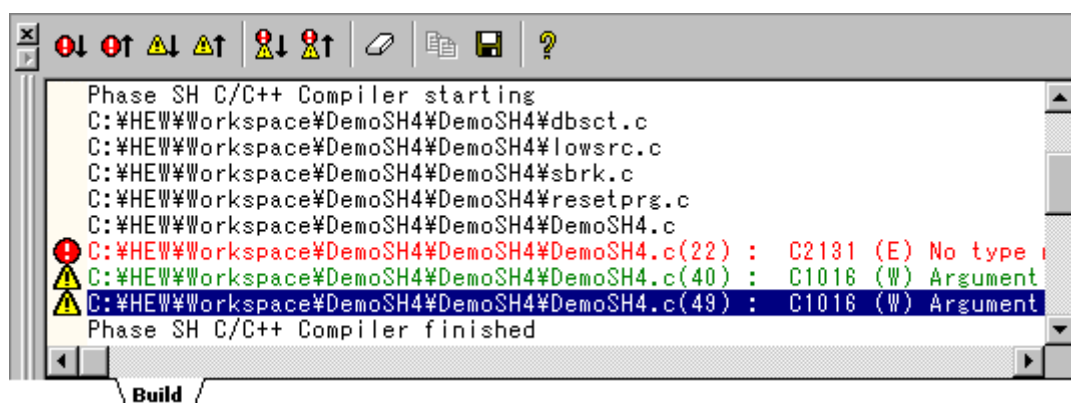 Phase SH C/C++ Compiler starting
C:¥HEW¥Workspace¥DemoSH4¥DemoSH4¥dbsct.c
C:¥HEW¥Workspace¥DemoSH4¥DemoSH4¥lowsrc.c
C:¥HEW¥Workspace¥DemoSH4¥DemoSH4¥sbrk.c
C:¥HEW¥Workspace¥DemoSH4¥DemoSH4¥resetprg.c
C:¥HEW¥Workspace¥DemoSH4¥DemoSH4¥DemoSH4.c
C:¥HEW¥Workspace¥DemoSH4¥DemoSH4¥DemoSH4.c(22) : C2131 (E) No type
C:¥HEW¥Workspace¥DemoSH4¥DemoSH4¥DemoSH4.c(40) : C1016 (W) Argument
C:¥HEW¥Workspace¥DemoSH4¥DemoSH4¥DemoSH4.c(49) : C1016 (W) Argument
Phase SH C/C++ Compiler finished
Build